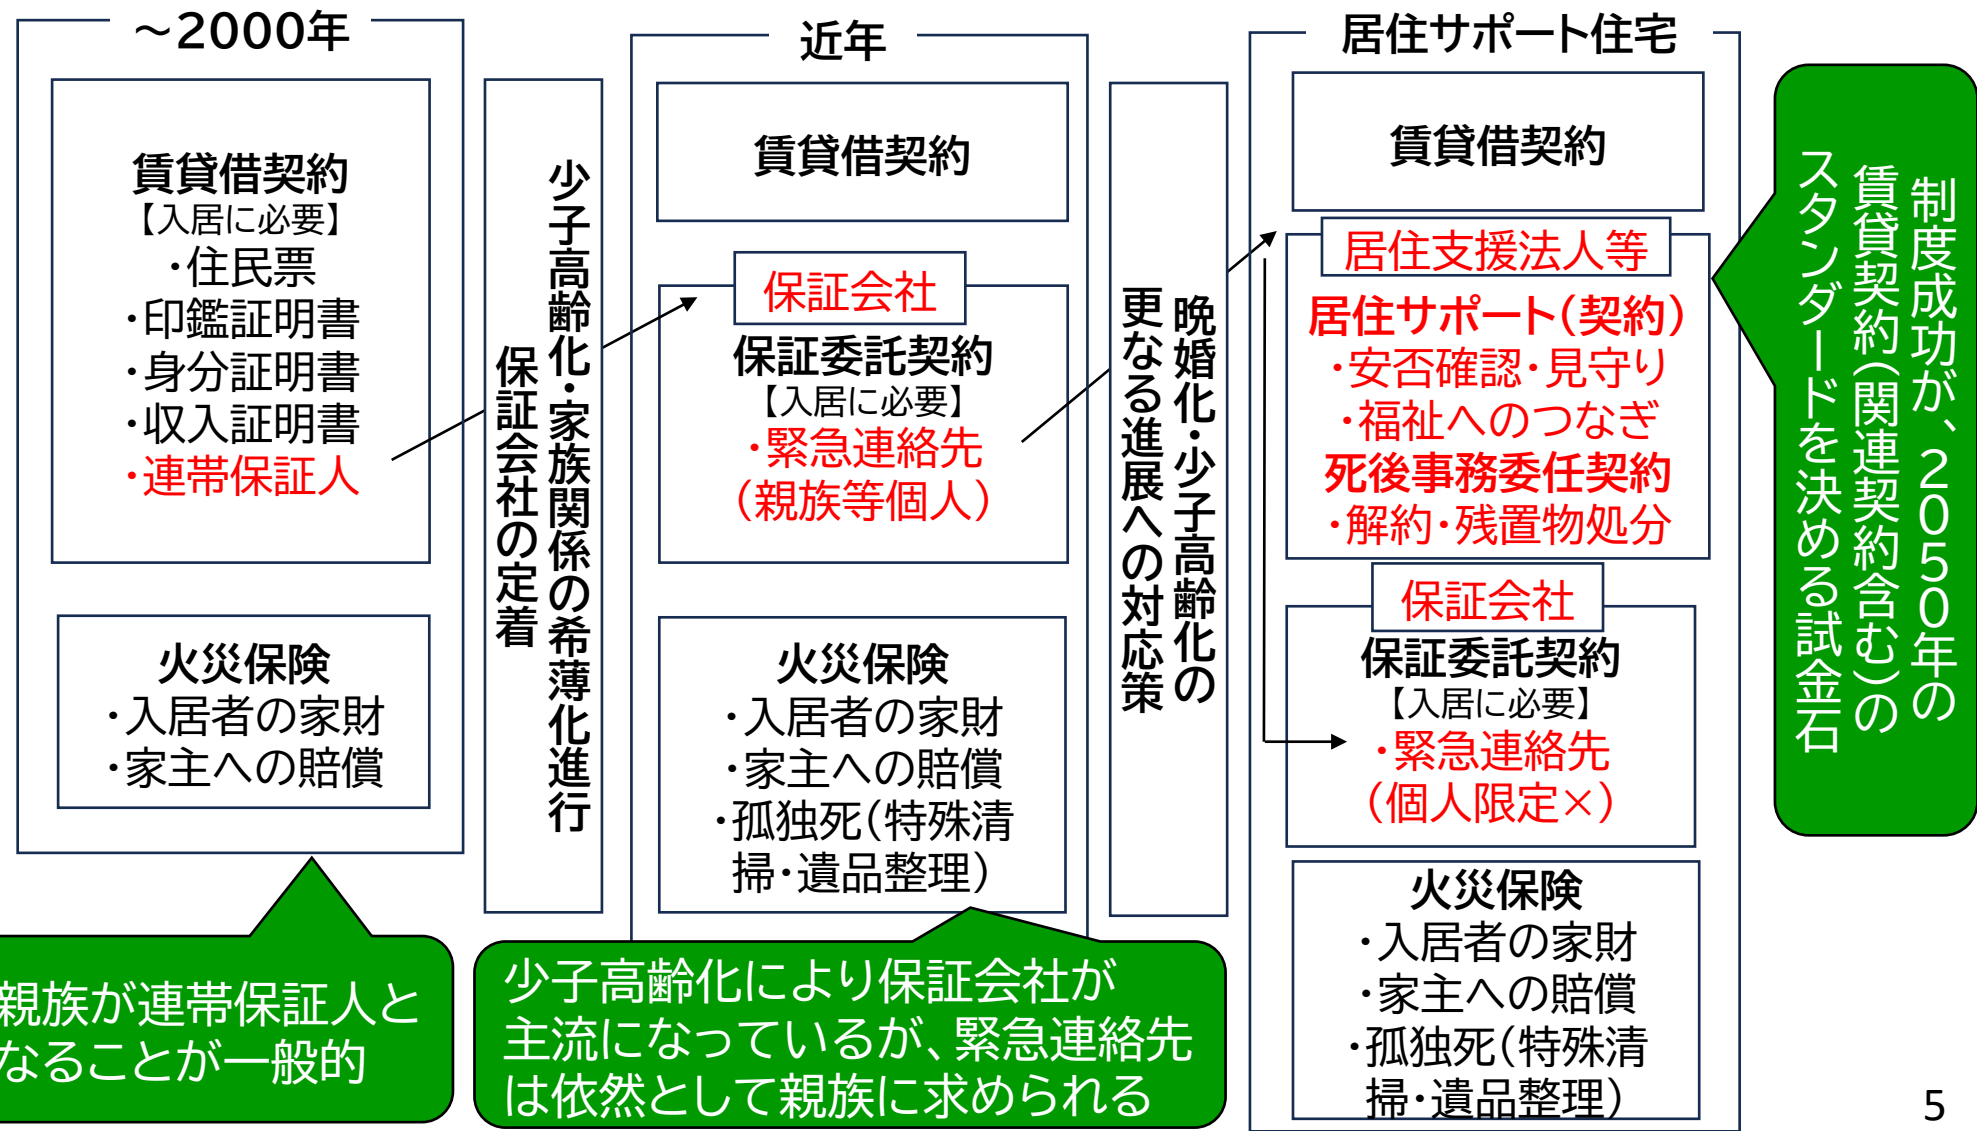 ～2000年
賃貸借契約
【入居に必要】
・住民票
・印鑑証明書
・身分証明書
・収入証明書
・連帯保証人
火災保険
・入居者の家財
・家主への賠償
親族が連帯保証人と
なることが一般的
少子高齢化・家族関係の希薄化進行
保証会社の定着
近年
賃貸借契約
保証会社
保証委託契約
【入居に必要】
・緊急連絡先
（親族等個人）
火災保険
・入居者の家財
・家主への賠償
・孤独死（特殊清
掃・遺品整理）
少子高齢化により保証会社が
主流になっているが、緊急連絡先
は依然として親族に求められる
晩婚化・少子高齢化の
更なる進展への対応策
居住サポート住宅
賃貸借契約
居住支援法人等
居住サポート（契約）
・安否確認・見守り
・福祉へのつなぎ
死後事務委任契約
・解約・残置物処分
保証会社
保証委託契約
【入居に必要】
・緊急連絡先
（個人限定×）
火災保険
・入居者の家財
・家主への賠償
・孤独死（特殊清
掃・遺品整理）
制度成功が、２０５０年の
賃貸契約（関連契約含む）の
スタンダードを決める試金石
5